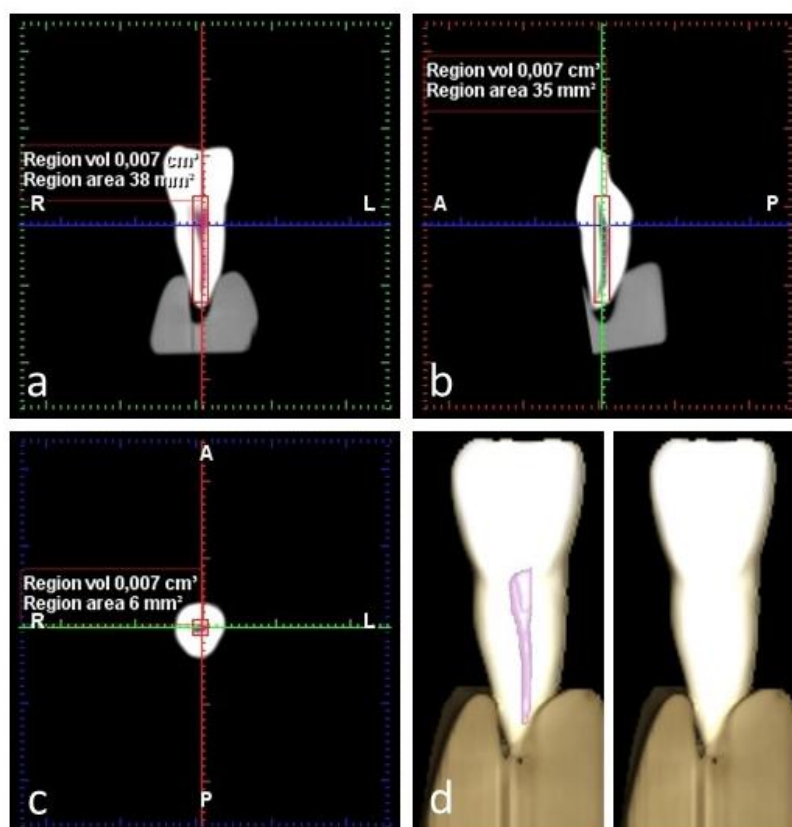 Region vol 0,007 cm³
Region area 38 mm²
R
L
a
Region vol 0,007 cm³
Region area 35 mm²
A
P
b
A
Region vol 0,007 cm³
Region area 6 mm²
R
L
P
c
d